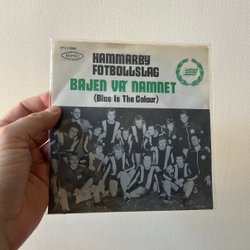 HAMMARBY
FOTBOLLSLAG
BAJEN VA' NAMNET
(Blue Is The Colour)